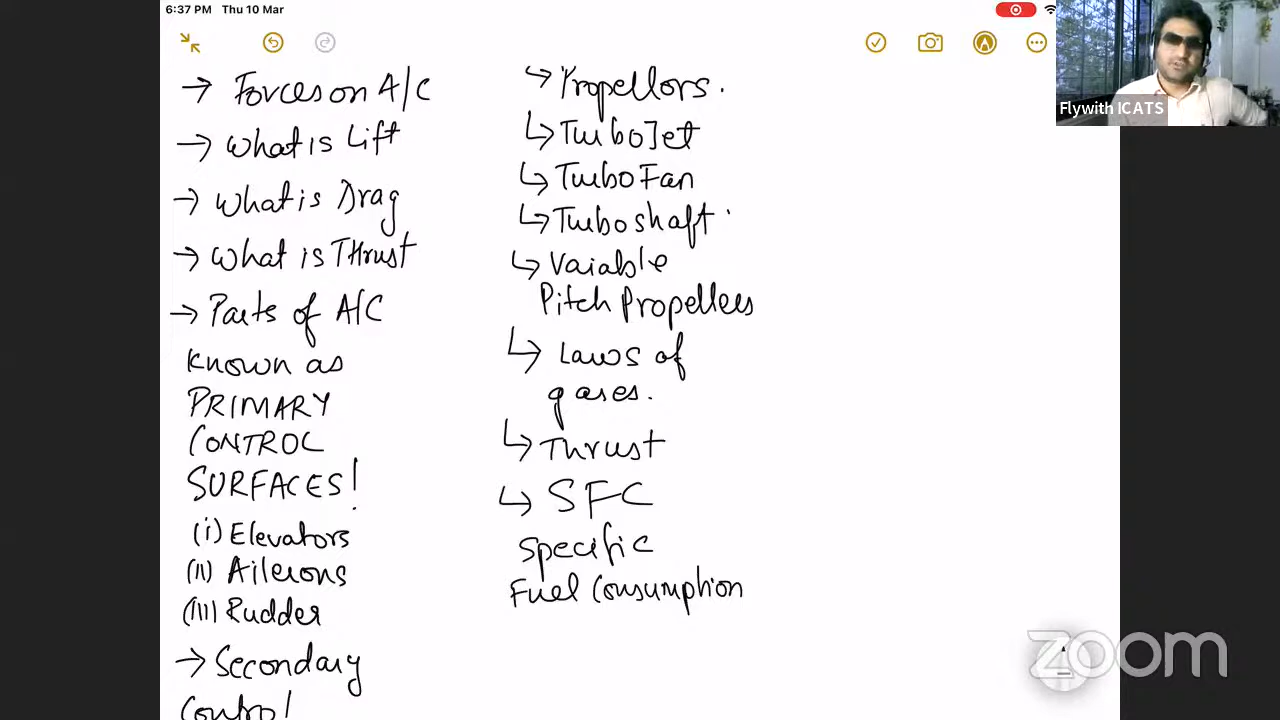 6:37 PM Thu 10 Mar
→ Forces on A/C
→ What is Lift
→ What is Drag
→ What is THrust
→ Parts of A/C
Known as
PRIMARY
CONTROL
SURFACES!
(i) Elevators
(II) Ailerons
(III) Rudder
→ Secondary
Control
↳ Propellors.
↳ TurboJet
↳ TurboFan
↳ Turboshaft
↳ Vaiable
Pitch Propellers
↳ Laws of
gases.
↳ Thrust
↳ SFC
Specific
Fuel Consumption
Flywith ICATS
zoom